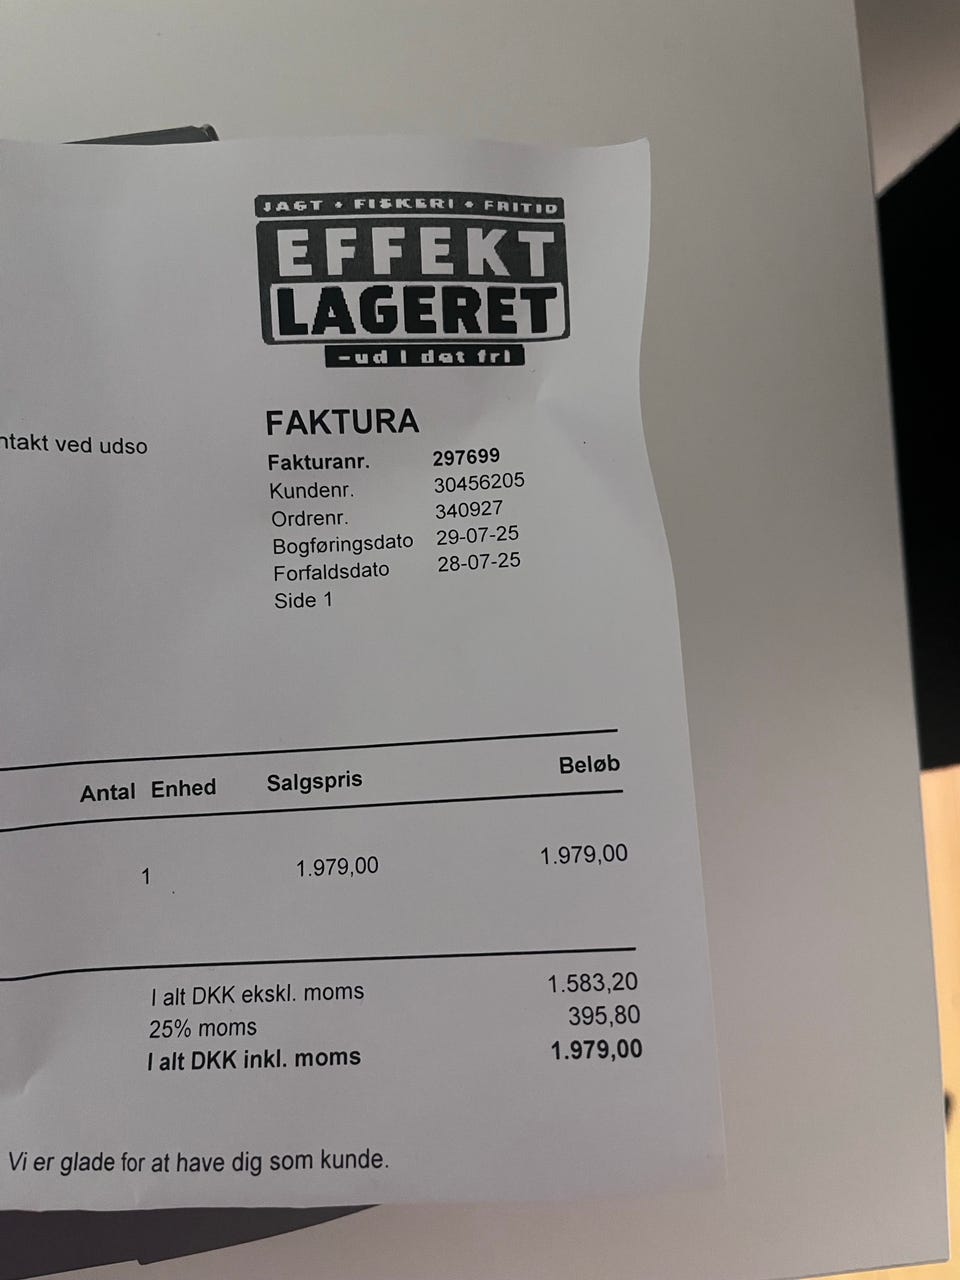 JAGT • FISKERI • FRITID
EFFEKT
LAGERET
-ud i det fri
FAKTURA
ved udso
Fakturanr. 297699
Kundenr. 30456205
Ordrenr. 340927
Bogføringsdato 29-07-25
Forfaldsdato 28-07-25
Side 1
Antal Enhed Salgspris Beløb
1 1.979,00 1.979,00
I alt DKK ekskl. moms 1.583,20
25% moms 395,80
I alt DKK inkl. moms 1.979,00
Vi er glade for at have dig som kunde.